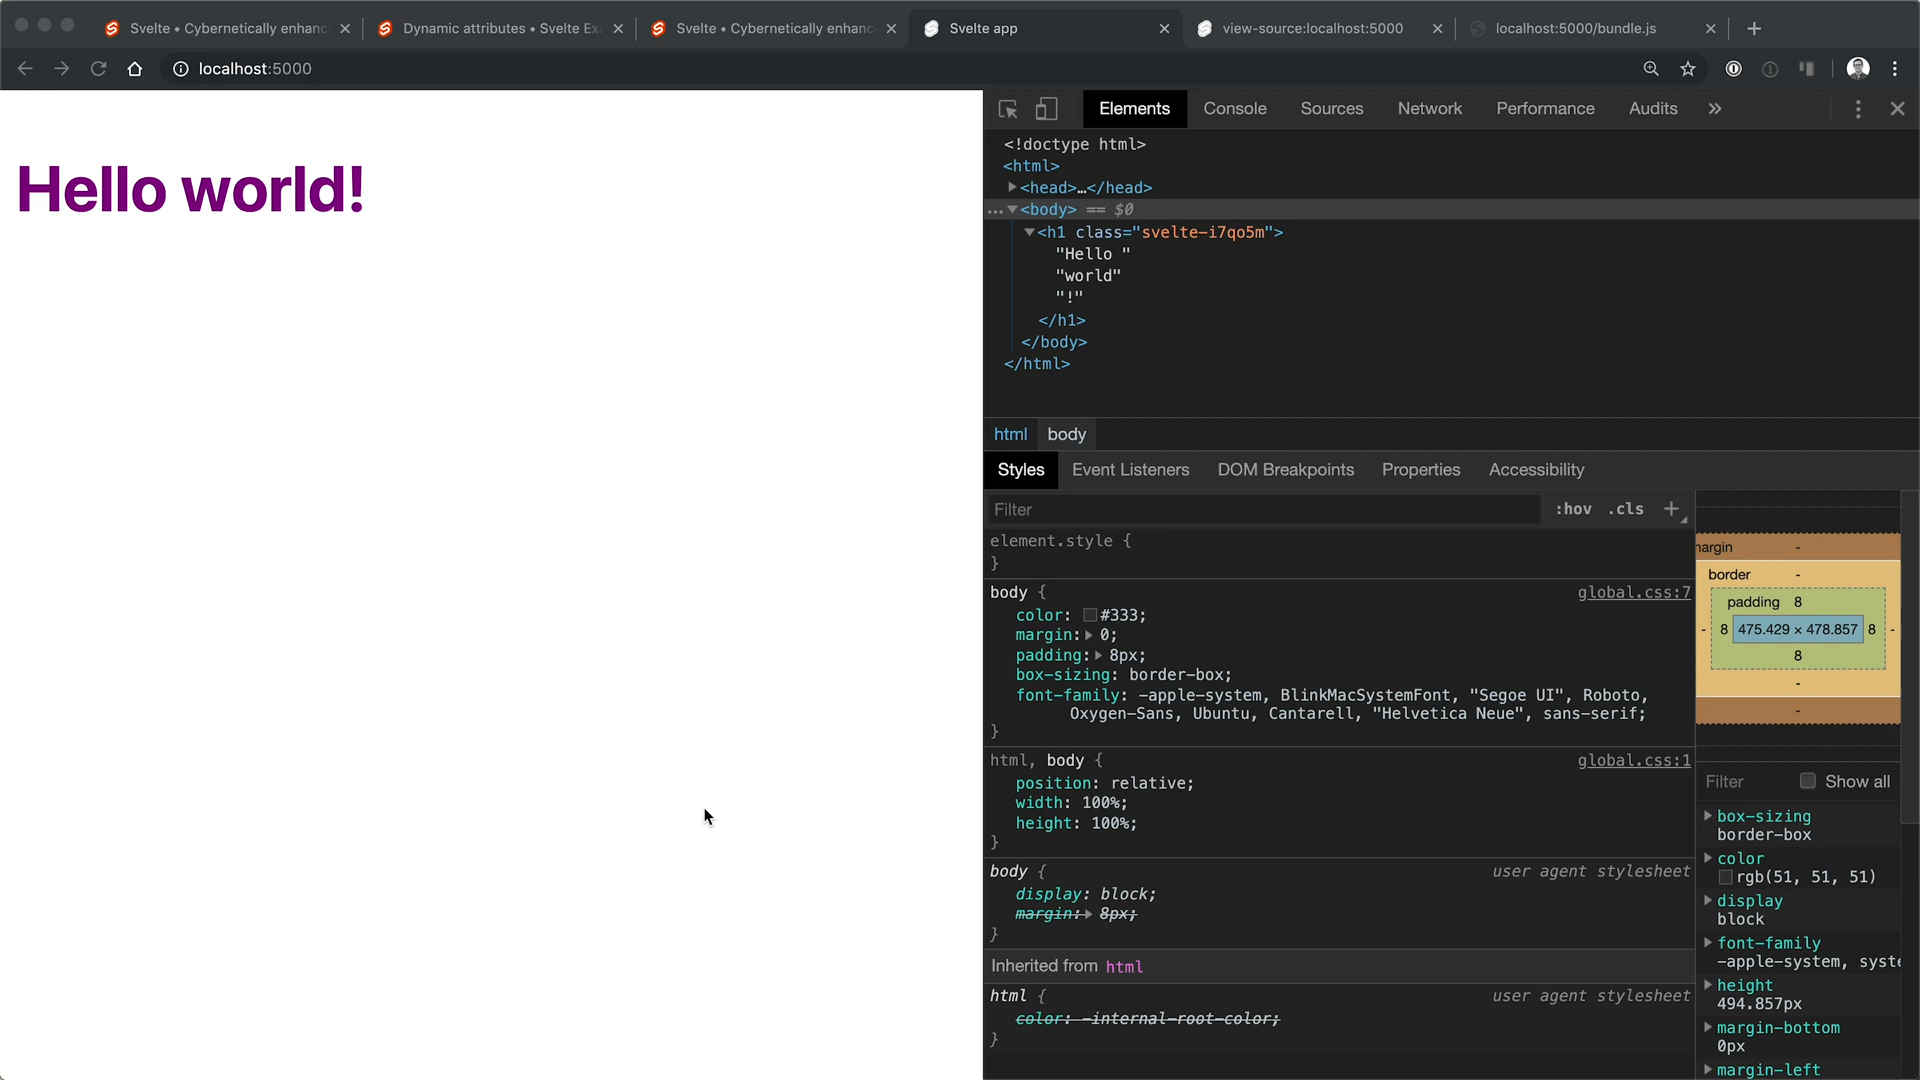 Svelte • Cybernetically enhanc
Dynamic attributes • Svelte Ex
Svelte • Cybernetically enhanc
Svelte app
view-source:localhost:5000
localhost:5000/bundle.js
localhost:5000
Hello world!
Elements Console Sources Network Performance Audits »
<!doctype html>
<html>
<head>…</head>
… <body> == $0
<h1 class="svelte-i7qo5m">
"Hello "
"world"
"!"
</h1>
</body>
</html>
html body
Styles Event Listeners DOM Breakpoints Properties Accessibility
Filter :hov .cls +
element.style {
}
body { global.css:7
color: #333;
margin: 0;
padding: 8px;
box-sizing: border-box;
font-family: -apple-system, BlinkMacSystemFont, "Segoe UI", Roboto,
Oxygen-Sans, Ubuntu, Cantarell, "Helvetica Neue", sans-serif;
}
html, body { global.css:1
position: relative;
width: 100%;
height: 100%;
}
body { user agent stylesheet
display: block;
margin: 8px;
}
Inherited from html
html { user agent stylesheet
color: -internal-root-color;
}
margin -
border -
padding 8
- 8 475.429 × 478.857 8 -
8
-
-
Filter Show all
box-sizing
border-box
color
rgb(51, 51, 51)
display
block
font-family
-apple-system, syste
height
494.857px
margin-bottom
0px
margin-left